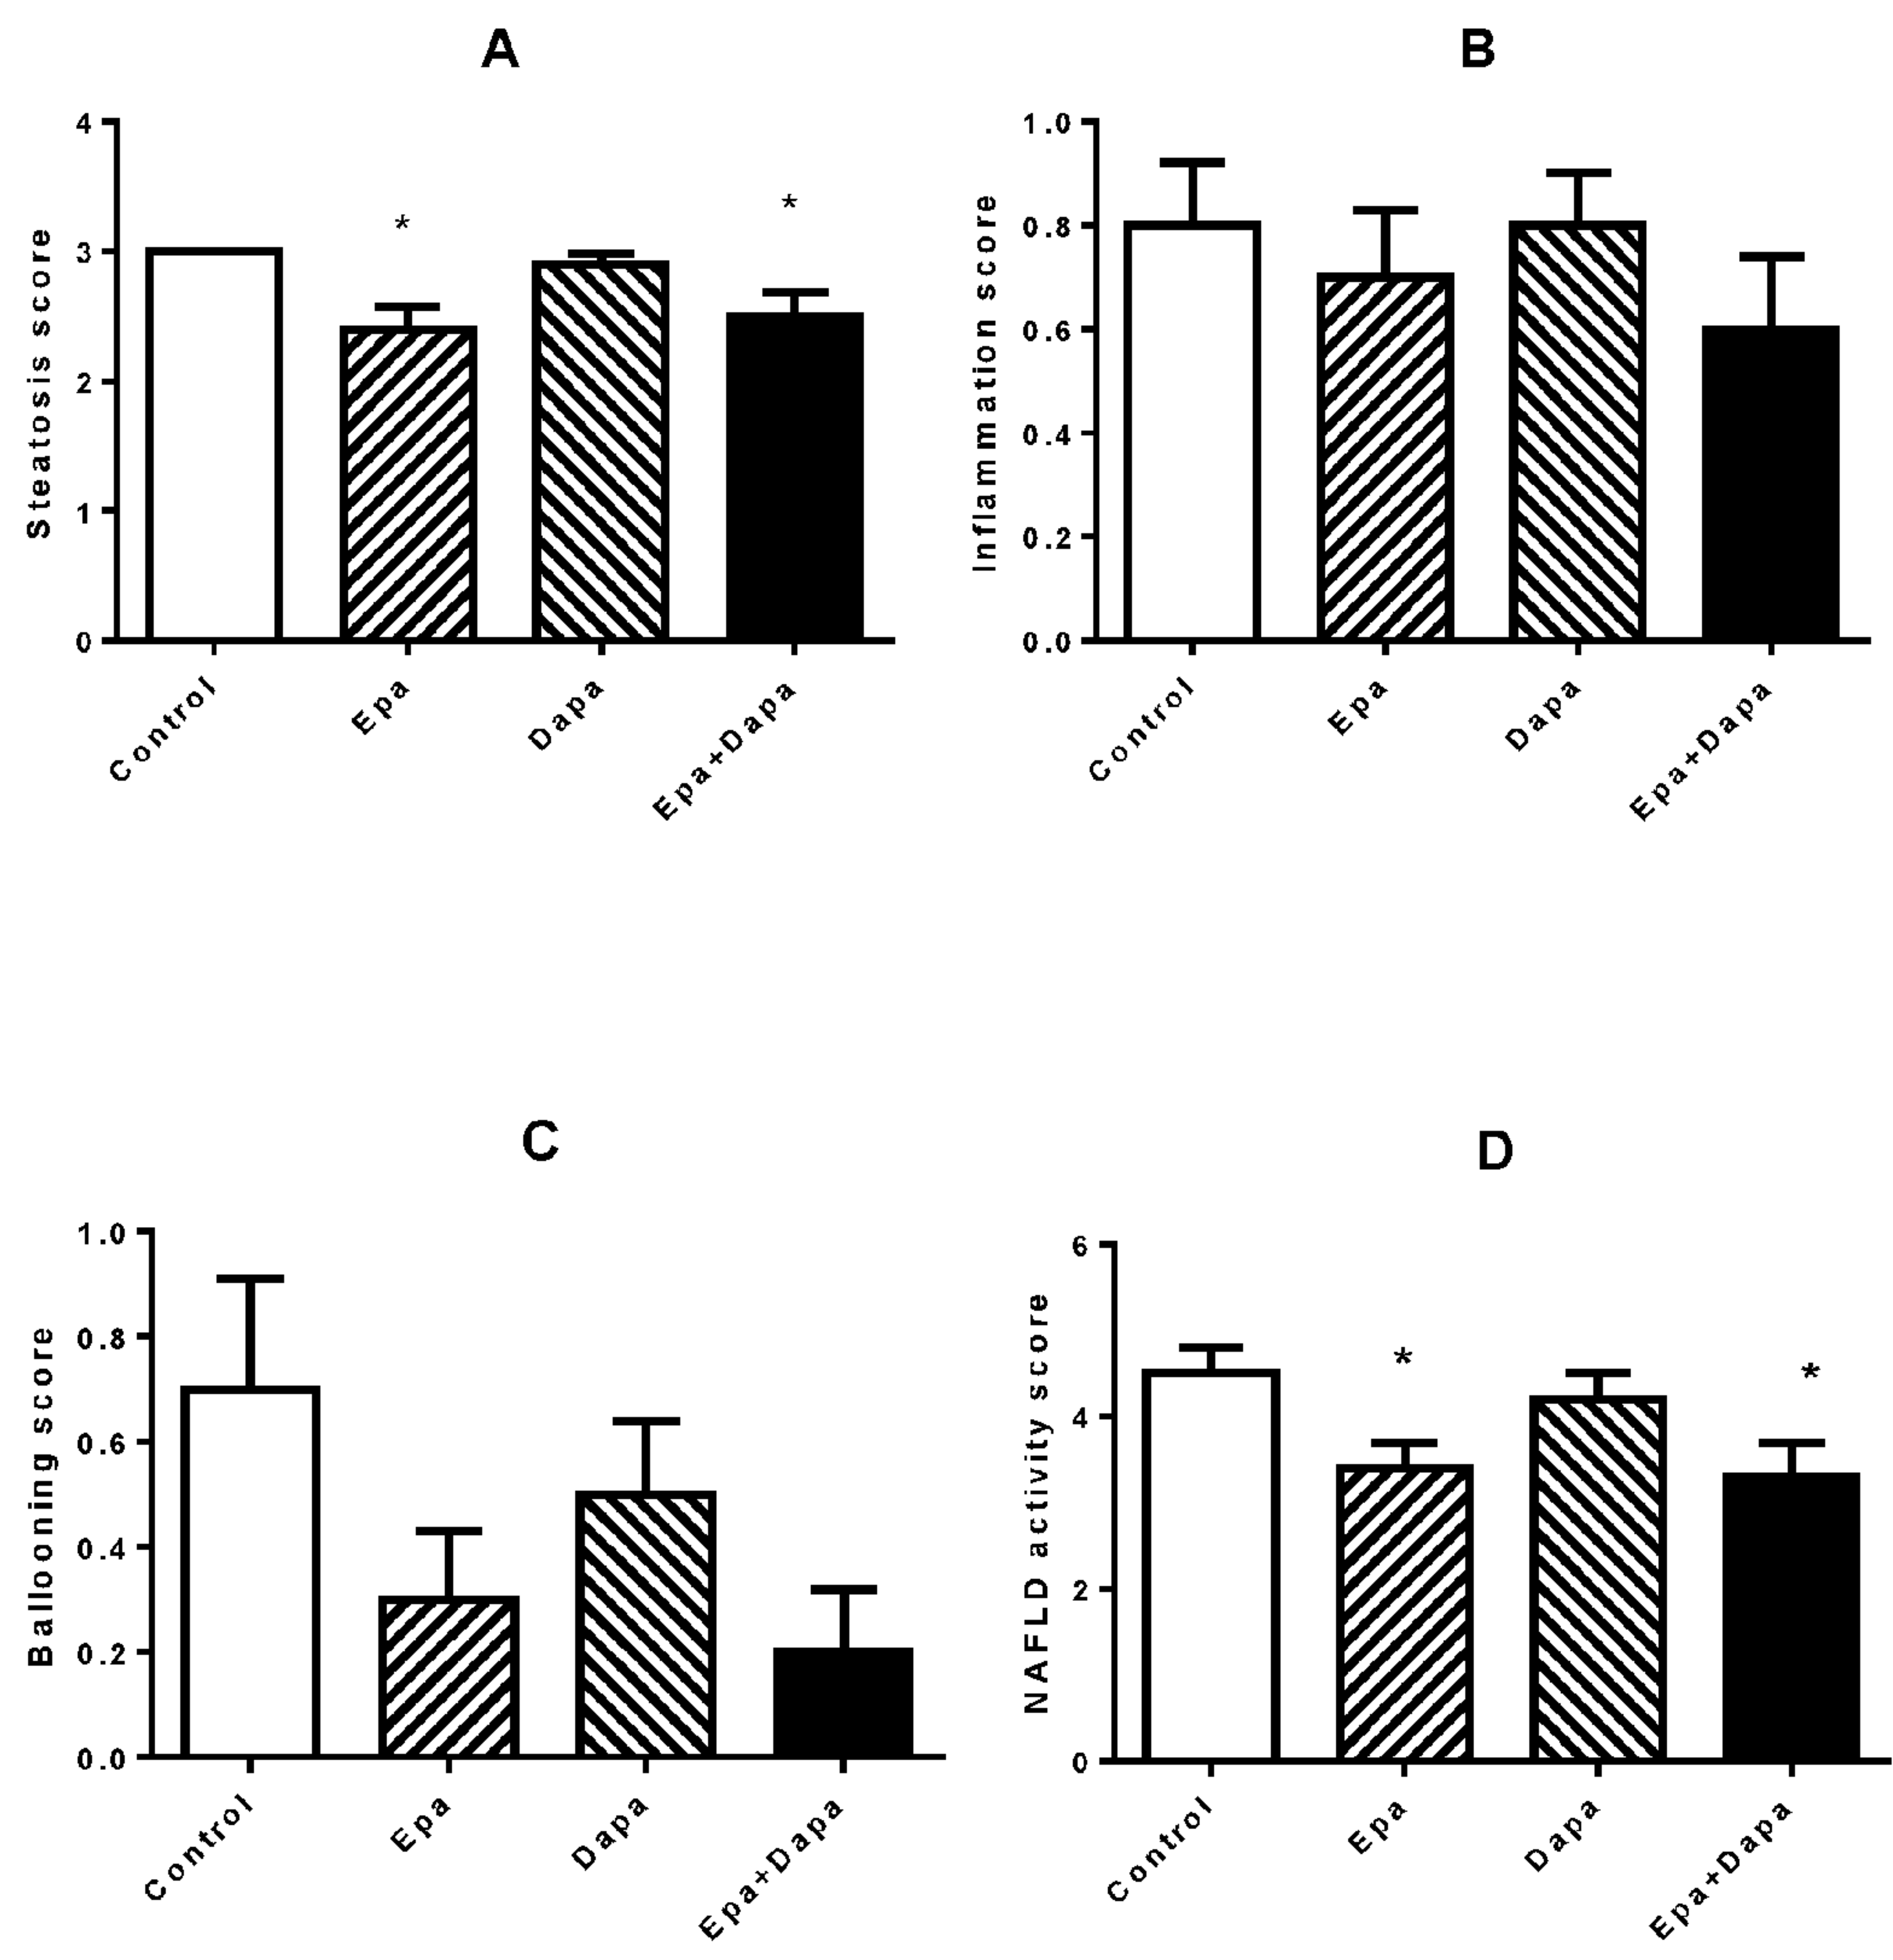 A
Steatosis score
4
3
2
1
0
*
*
Control
Epa
Dapa
Epa+Dapa
B
Inflammation score
1.0
0.8
0.6
0.4
0.2
0.0
Control
Epa
Dapa
Epa+Dapa
C
Ballooning score
1.0
0.8
0.6
0.4
0.2
0.0
Control
Epa
Dapa
Epa+Dapa
D
NAFLD activity score
6
4
2
0
*
*
Control
Epa
Dapa
Epa+Dapa